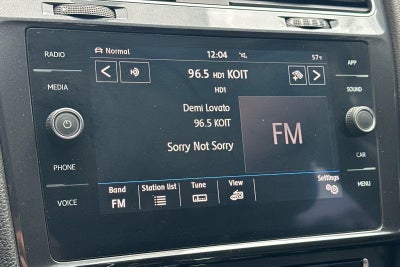 RADIO
MEDIA
PHONE
VOICE
Normal
12:04
57°F
96.5 HD1 KOIT
HD1
Demi Lovato
96.5 KOIT
Sorry Not Sorry
FM
Band
FM
Station list
Tune
View
Settings
APP
SOUND
CAR
MENU